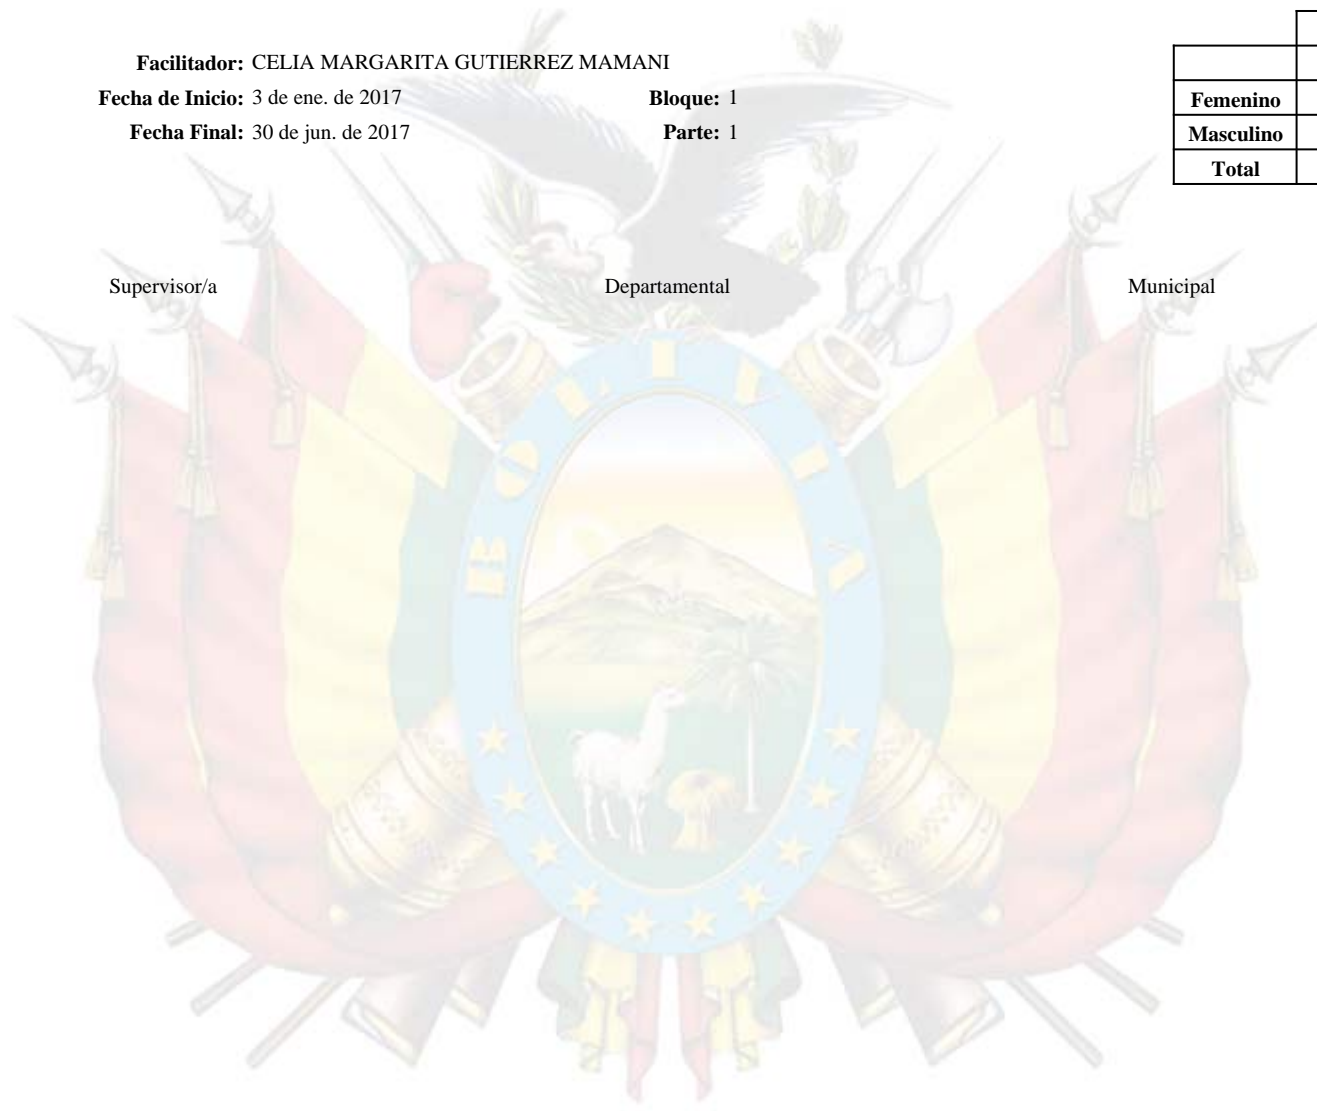 Facilitador: CELIA MARGARITA GUTIERREZ MAMANI
Fecha de Inicio: 3 de ene. de 2017 Bloque: 1
Fecha Final: 30 de jun. de 2017 Parte: 1
Femenino
Masculino
Total
Supervisor/a Departamental Municipal
BOLIVIA